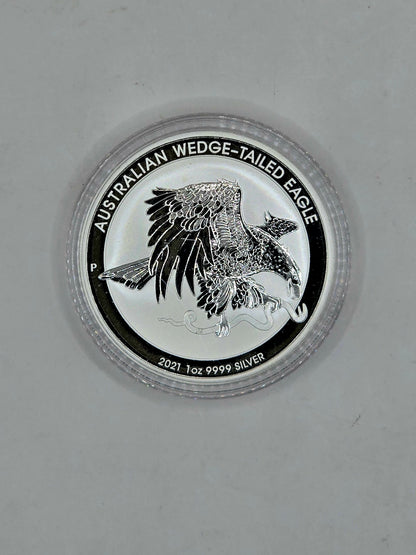 AUSTRALIAN WEDGE-TAILED EAGLE
P
2021 1oz 9999 SILVER